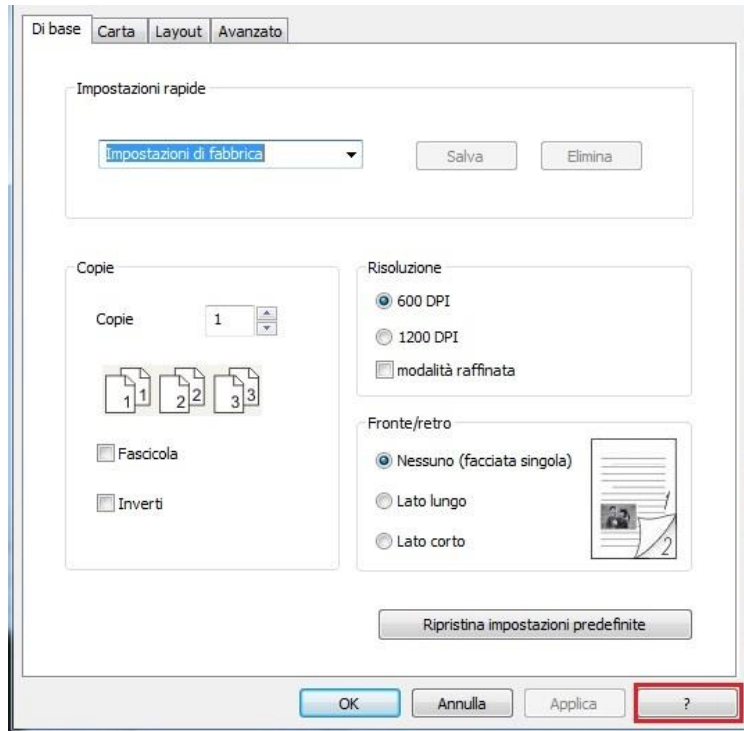 Di base Carta Layout Avanzato
Impostazioni rapide
Impostazioni di fabbrica Salva Elimina
Copie
Copie 1
1 1 2 2 3 3
Fascicola
Inverti
Risoluzione
600 DPI
1200 DPI
modalità raffinata
Fronte/retro
Nessuno (facciata singola)
Lato lungo
Lato corto
1
2
Ripristina impostazioni predefinite
OK Annulla Applica ?